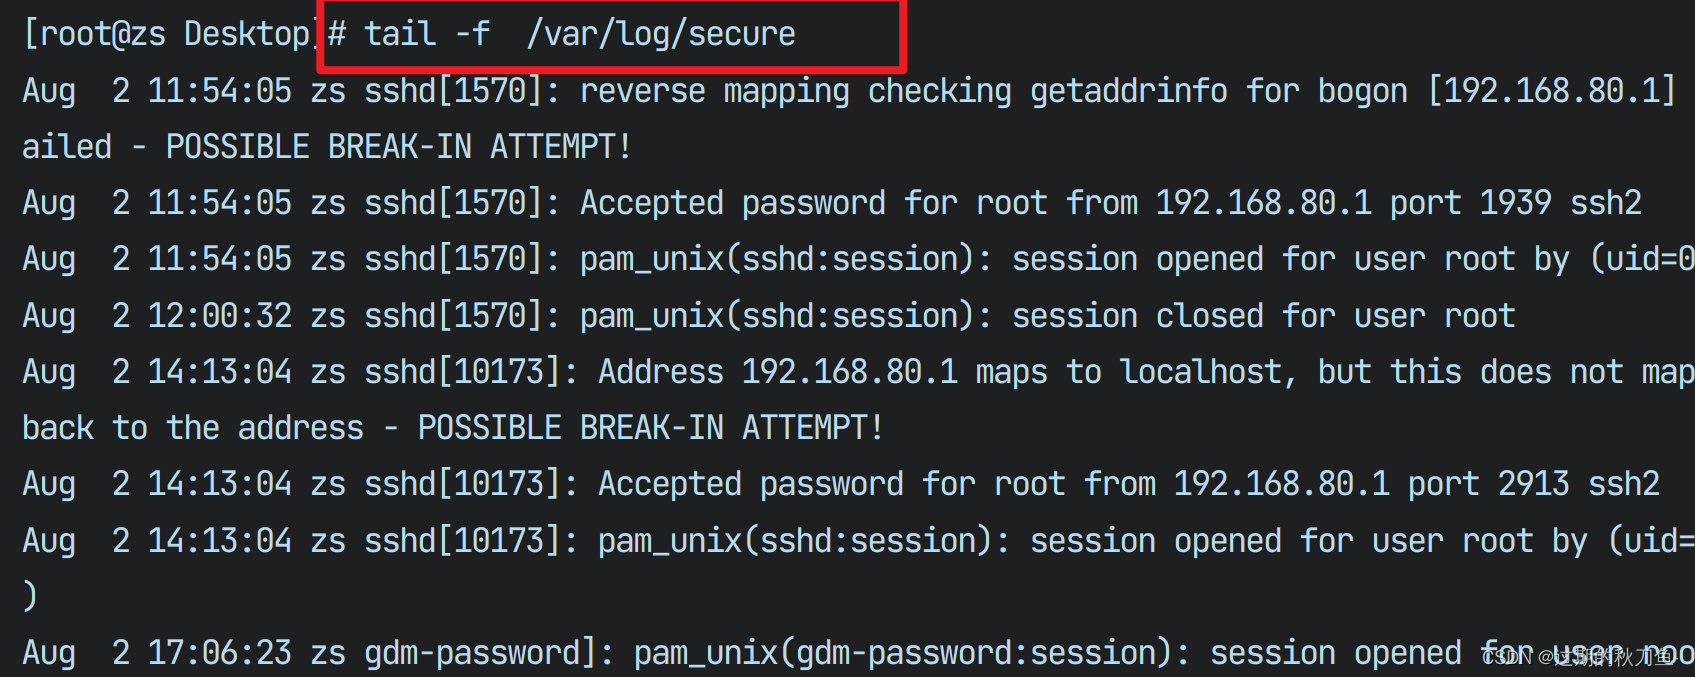 [root@zs Desktop]# tail -f  /var/log/secure
Aug  2 11:54:05 zs sshd[1570]: reverse mapping checking getaddrinfo for bogon [192.168.80.1]
ailed - POSSIBLE BREAK-IN ATTEMPT!
Aug  2 11:54:05 zs sshd[1570]: Accepted password for root from 192.168.80.1 port 1939 ssh2
Aug  2 11:54:05 zs sshd[1570]: pam_unix(sshd:session): session opened for user root by (uid=0
Aug  2 12:00:32 zs sshd[1570]: pam_unix(sshd:session): session closed for user root
Aug  2 14:13:04 zs sshd[10173]: Address 192.168.80.1 maps to localhost, but this does not map
back to the address - POSSIBLE BREAK-IN ATTEMPT!
Aug  2 14:13:04 zs sshd[10173]: Accepted password for root from 192.168.80.1 port 2913 ssh2
Aug  2 14:13:04 zs sshd[10173]: pam_unix(sshd:session): session opened for user root by (uid=
)
Aug  2 17:06:23 zs gdm-password]: pam_unix(gdm-password:session): session opened for user roo
CSDN @过期的秋刀鱼-